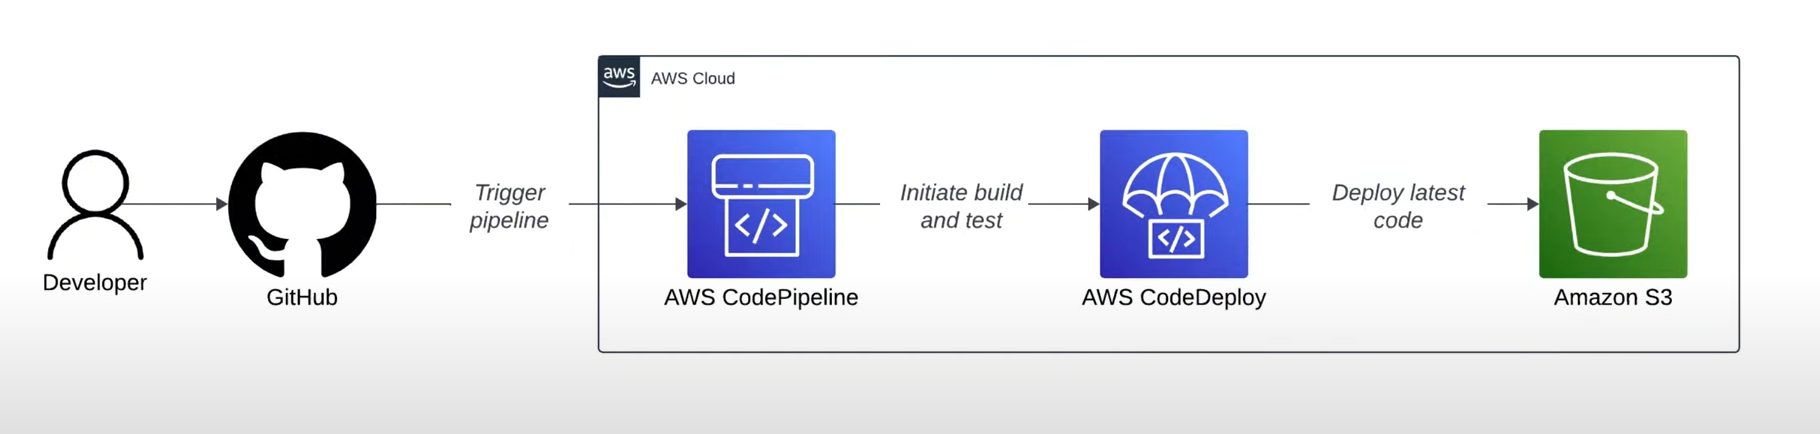 aws
AWS Cloud
Trigger
pipeline
Initiate build
and test
Deploy latest
code
</>
</>
Developer
GitHub
AWS CodePipeline
AWS CodeDeploy
Amazon S3